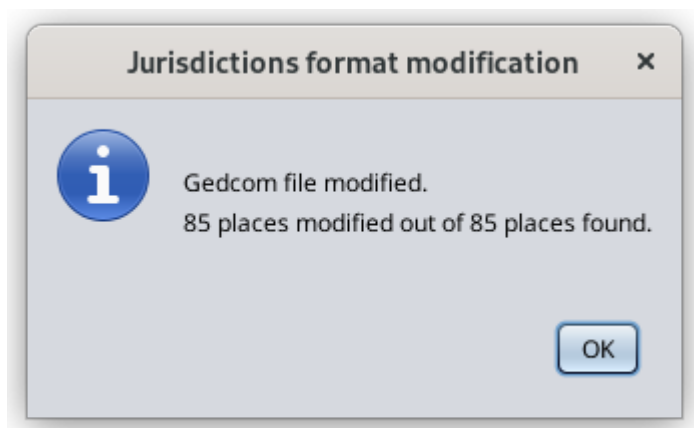 Jurisdictions format modification ×
Gedcom file modified.
85 places modified out of 85 places found.
OK